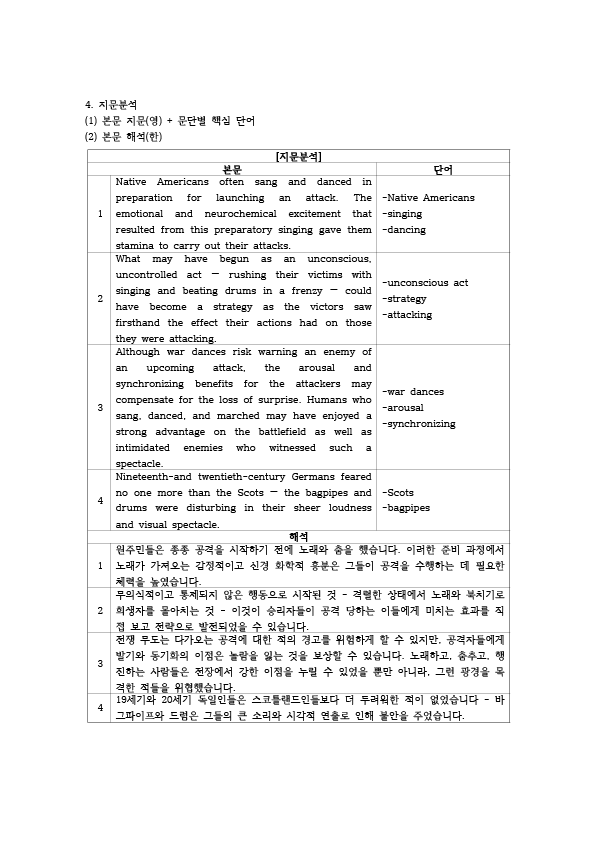 4. 지문분석
(1) 본문 지문(영) + 문단별 핵심 단어
(2) 본문 해석(한)
[지문분석]
본문 단어
1
Native Americans often sang and danced in
preparation for launching an attack. The
emotional and neurochemical excitement that
resulted from this preparatory singing gave them
stamina to carry out their attacks.
-Native Americans
-singing
-dancing
2
What may have begun as an unconscious,
uncontrolled act — rushing their victims with
singing and beating drums in a frenzy — could
have become a strategy as the victors saw
firsthand the effect their actions had on those
they were attacking.
-unconscious act
-strategy
-attacking
3
Although war dances risk warning an enemy of
an upcoming attack, the arousal and
synchronizing benefits for the attackers may
compensate for the loss of surprise. Humans who
sang, danced, and marched may have enjoyed a
strong advantage on the battlefield as well as
intimidated enemies who witnessed such a
spectacle.
-war dances
-arousal
-synchronizing
4
Nineteenth-and twentieth-century Germans feared
no one more than the Scots — the bagpipes and
drums were disturbing in their sheer loudness
and visual spectacle.
-Scots
-bagpipes
해석
1
원주민들은 종종 공격을 시작하기 전에 노래와 춤을 췄습니다. 이러한 준비 과정에서
노래가 가져오는 감정적이고 신경 화학적 흥분은 그들이 공격을 수행하는 데 필요한
체력을 높였습니다.
2
무의식적이고 통제되지 않은 행동으로 시작된 것 - 격렬한 상태에서 노래와 북치기로
희생자를 몰아치는 것 - 이것이 승리자들이 공격 당하는 이들에게 미치는 효과를 직
접 보고 전략으로 발전되었을 수 있습니다.
3
전쟁 무도는 다가오는 공격에 대한 적의 경고를 위험하게 할 수 있지만, 공격자들에게
발기와 동기화의 이점은 놀람을 잃는 것을 보상할 수 있습니다. 노래하고, 춤추고, 행
진하는 사람들은 전장에서 강한 이점을 누릴 수 있었을 뿐만 아니라, 그런 광경을 목
격한 적들을 위협했습니다.
4
19세기와 20세기 독일인들은 스코틀랜드인들보다 더 두려워한 적이 없었습니다 - 바
그파이프와 드럼은 그들의 큰 소리와 시각적 연출로 인해 불안을 주었습니다.